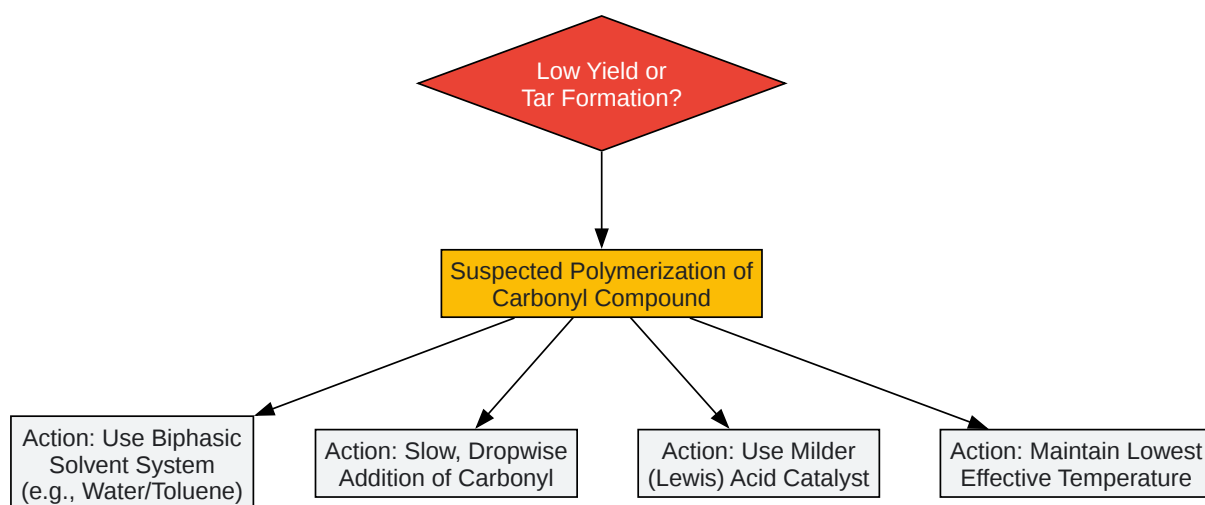 Low Yield or
Tar Formation?
Suspected Polymerization of
Carbonyl Compound
Action: Use Biphasic
Solvent System
(e.g., Water/Toluene)
Action: Slow, Dropwise
Addition of Carbonyl
Action: Use Milder
(Lewis) Acid Catalyst
Action: Maintain Lowest
Effective Temperature